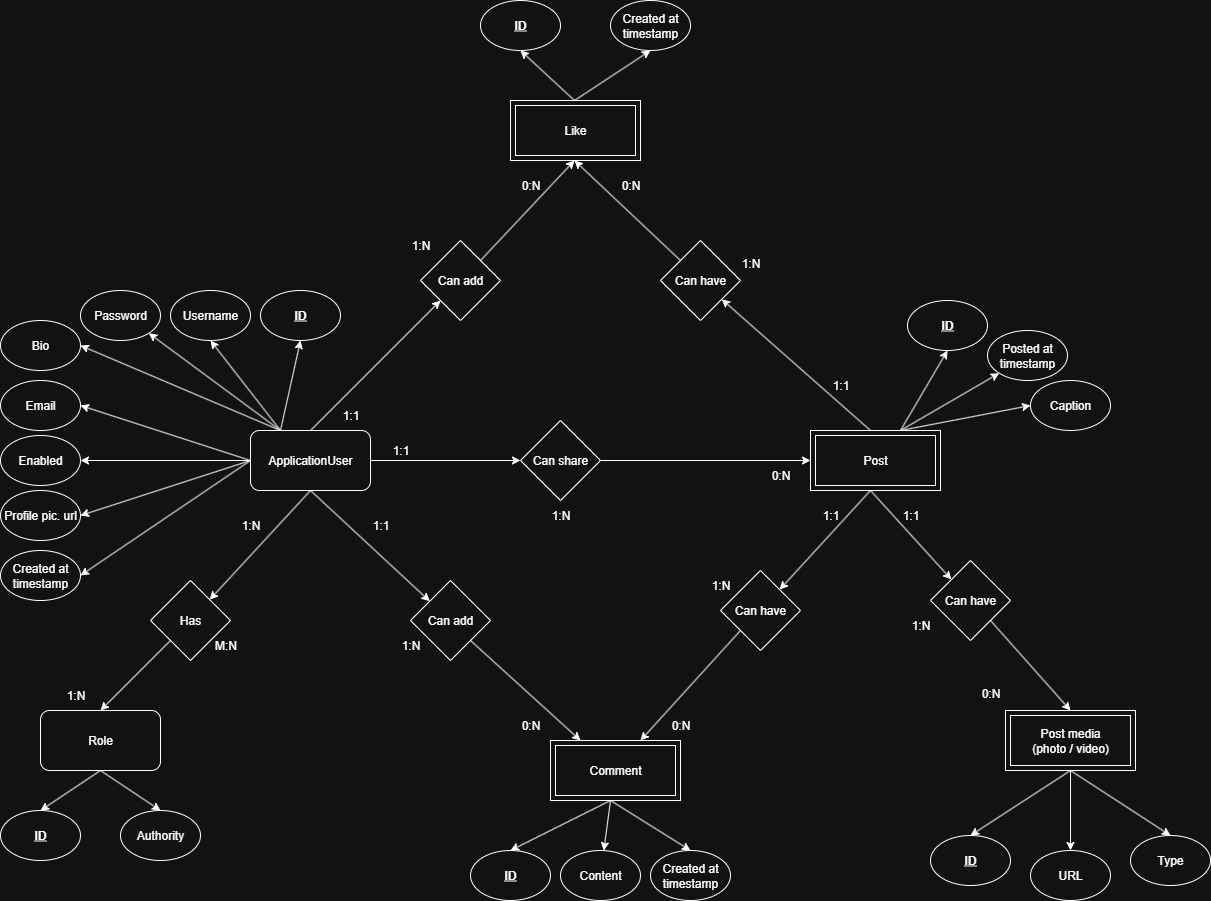 ID
Created at
timestamp
Like
0:N
0:N
1:N
Can add
Can have
1:N
Password
Username
ID
Bio
Email
Enabled
Profile pic. url
Created at
timestamp
ID
Posted at
timestamp
Caption
1:1
1:1
ApplicationUser
1:1
Can share
1:N
0:N
Post
1:N
1:1
1:1
1:1
Has
M:N
Can add
1:N
1:N
Can have
Can have
1:N
1:N
0:N
0:N
0:N
Role
Comment
Post media
(photo / video)
ID
Authority
ID
Content
Created at
timestamp
ID
URL
Type